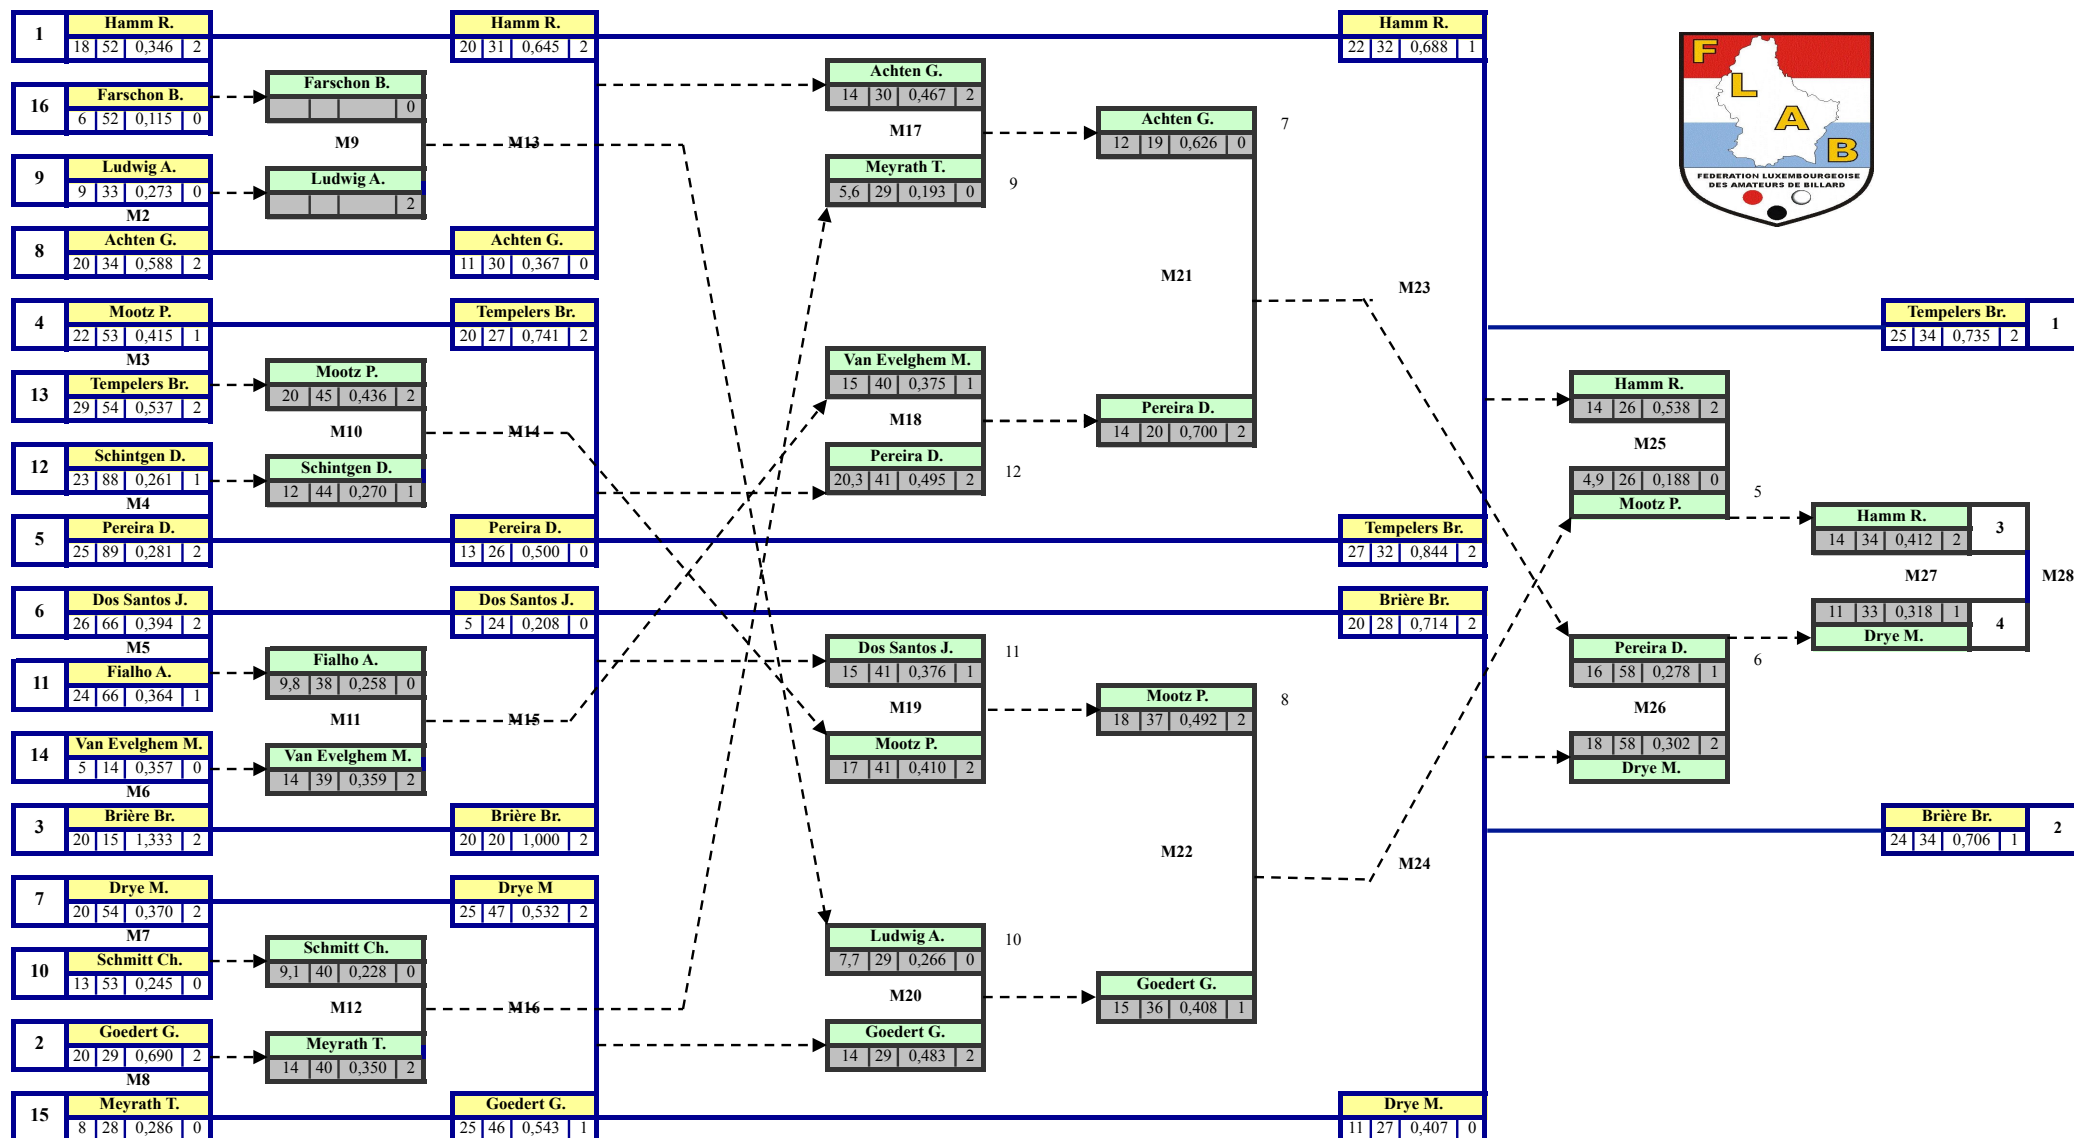 1
Hamm R.
18 52 0,346 2
16
Farschon B.
6 52 0,115 0
9
Ludwig A.
9 33 0,273 0
M2
8
Achten G.
20 34 0,588 2
4
Mootz P.
22 53 0,415 1
M3
13
Tempelers Br.
29 54 0,537 2
12
Schintgen D.
23 88 0,261 1
M4
5
Pereira D.
25 89 0,281 2
6
Dos Santos J.
26 66 0,394 2
M5
11
Fialho A.
24 66 0,364 1
14
Van Evelghem M.
5 14 0,357 0
M6
3
Brière Br.
20 15 1,333 2
7
Drye M.
20 54 0,370 2
M7
10
Schmitt Ch.
13 53 0,245 0
2
Goedert G.
20 29 0,690 2
M8
15
Meyrath T.
8 28 0,286 0
Farschon B.
0
M9
Ludwig A.
2
Mootz P.
20 45 0,436 2
M10
Schintgen D.
12 44 0,270 1
Fialho A.
9,8 38 0,258 0
M11
Van Evelghem M.
14 39 0,359 2
Schmitt Ch.
9,1 40 0,228 0
M12
Meyrath T.
14 40 0,350 2
Hamm R.
20 31 0,645 2
M13
Achten G.
11 30 0,367 0
Tempelers Br.
20 27 0,741 2
M14
Pereira D.
13 26 0,500 0
Dos Santos J.
5 24 0,208 0
M15
Brière Br.
20 20 1,000 2
Drye M
25 47 0,532 2
M16
Goedert G.
25 46 0,543 1
Achten G.
14 30 0,467 2
M17
Meyrath T.
5,6 29 0,193 0
9
Van Evelghem M.
15 40 0,375 1
M18
Pereira D.
20,3 41 0,495 2
12
Dos Santos J.
15 41 0,376 1
11
M19
Mootz P.
17 41 0,410 2
Ludwig A.
7,7 29 0,266 0
10
M20
Goedert G.
14 29 0,483 2
Achten G.
12 19 0,626 0
7
M21
Pereira D.
14 20 0,700 2
Mootz P.
18 37 0,492 2
8
M22
Goedert G.
15 36 0,408 1
Hamm R.
22 32 0,688 1
M23
Tempelers Br.
27 32 0,844 2
Brière Br.
20 28 0,714 2
M24
Drye M.
11 27 0,407 0
Hamm R.
14 26 0,538 2
M25
4,9 26 0,188 0
Mootz P.
5
Pereira D.
16 58 0,278 1
6
M26
18 58 0,302 2
Drye M.
Hamm R.
14 34 0,412 2
3
M27
11 33 0,318 1
Drye M.
4
M28
Tempelers Br.
25 34 0,735 2
1
Brière Br.
24 34 0,706 1
2
F
L
A
B
FEDERATION LUXEMBOURGEOISE
DES AMATEURS DE BILLARD